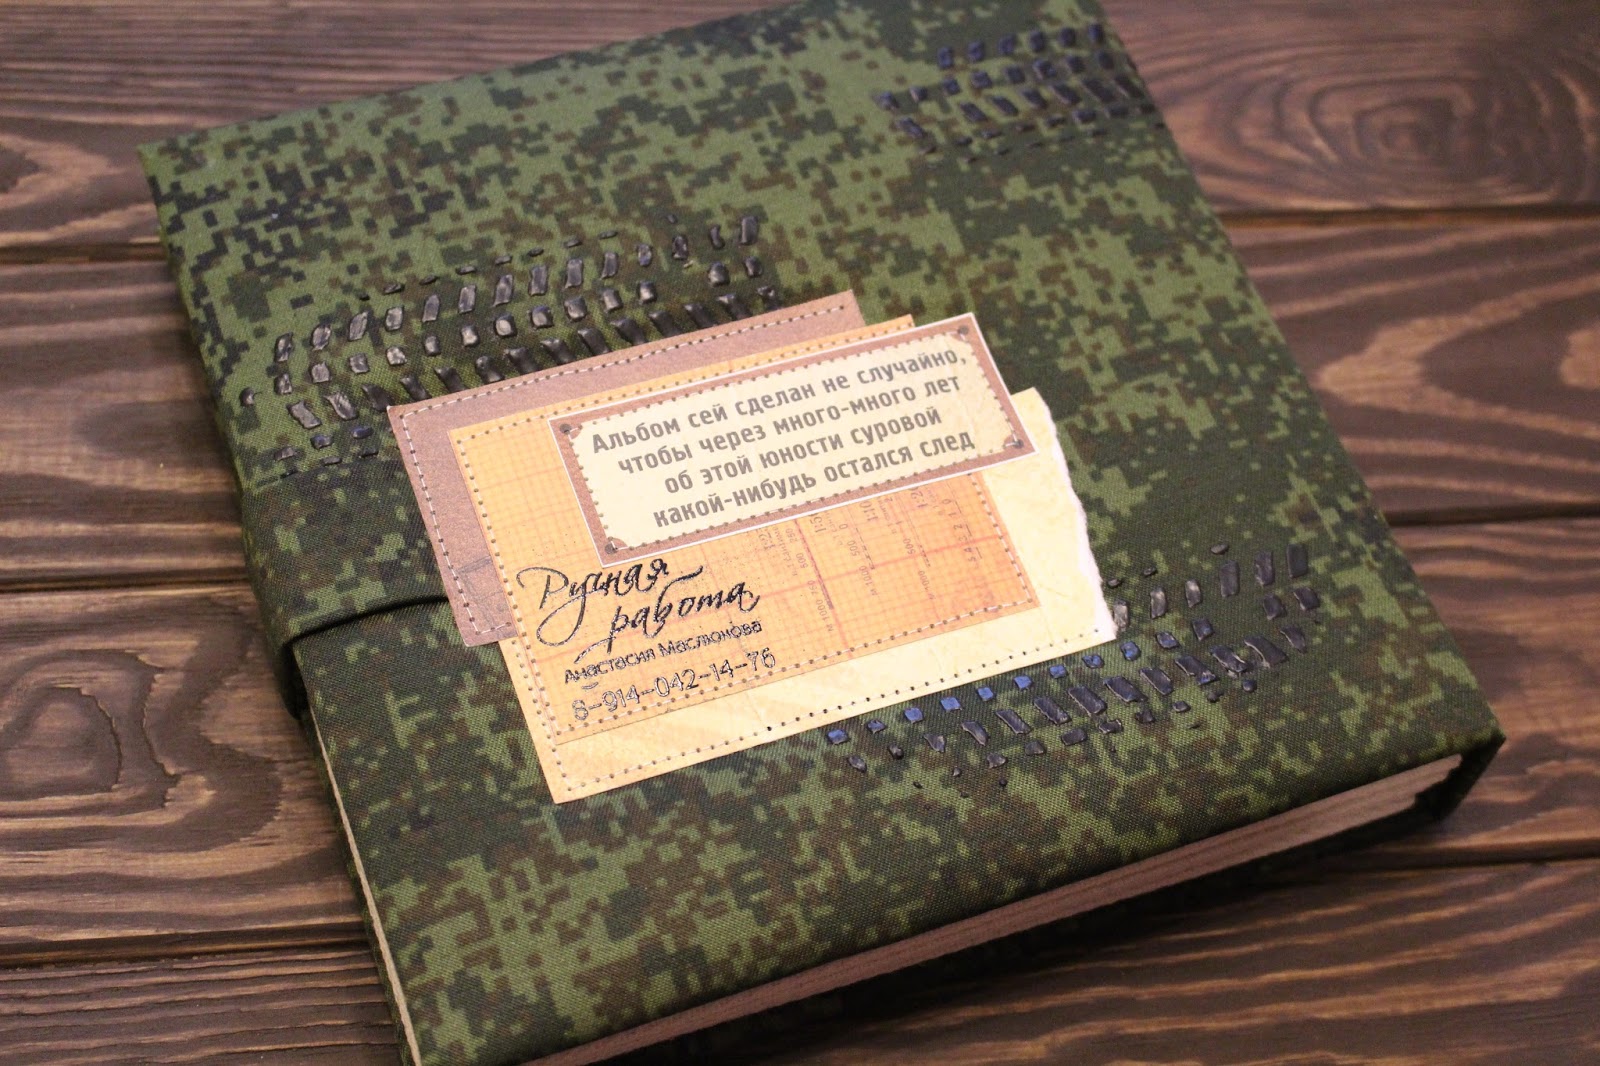 Альбом сей сделан не случайно,
чтобы через много-много лет
об этой юности суровой
какой-нибудь остался след
Ручная
работа
Анастасия Маслюнова
8-914-042-14-76